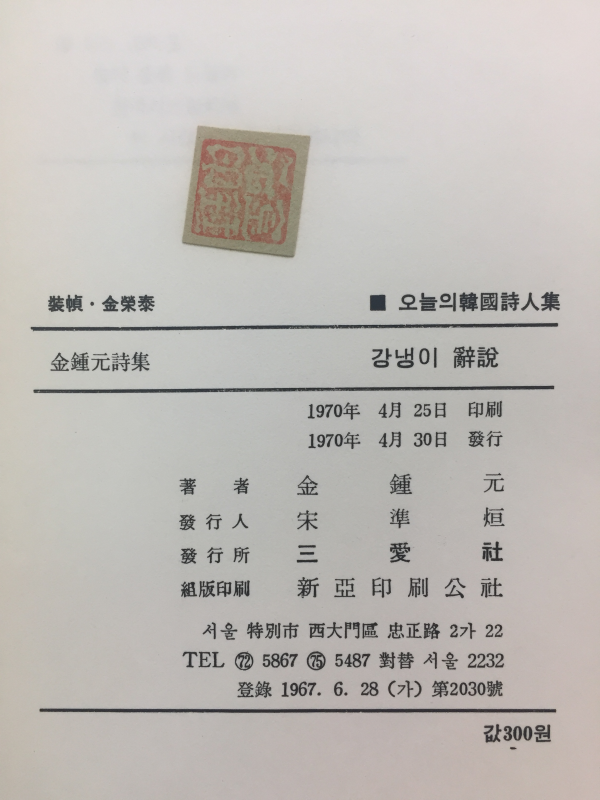 裝幀・金榮泰
■ 오늘의韓國詩人集
金鍾元詩集
강냉이 辭說
1970年 4月 25日 印刷
1970年 4月 30日 發行
著者 金鍾元
發行人 宋準烜
發行所 三愛社
組版印刷 新亞印刷公社
서울 特別市 西大門區 忠正路 2가 22
TEL ㊆② 5867 ㊆⑤ 5487 對替 서울 2232
登錄 1967. 6. 28 (가) 第2030號
값300원